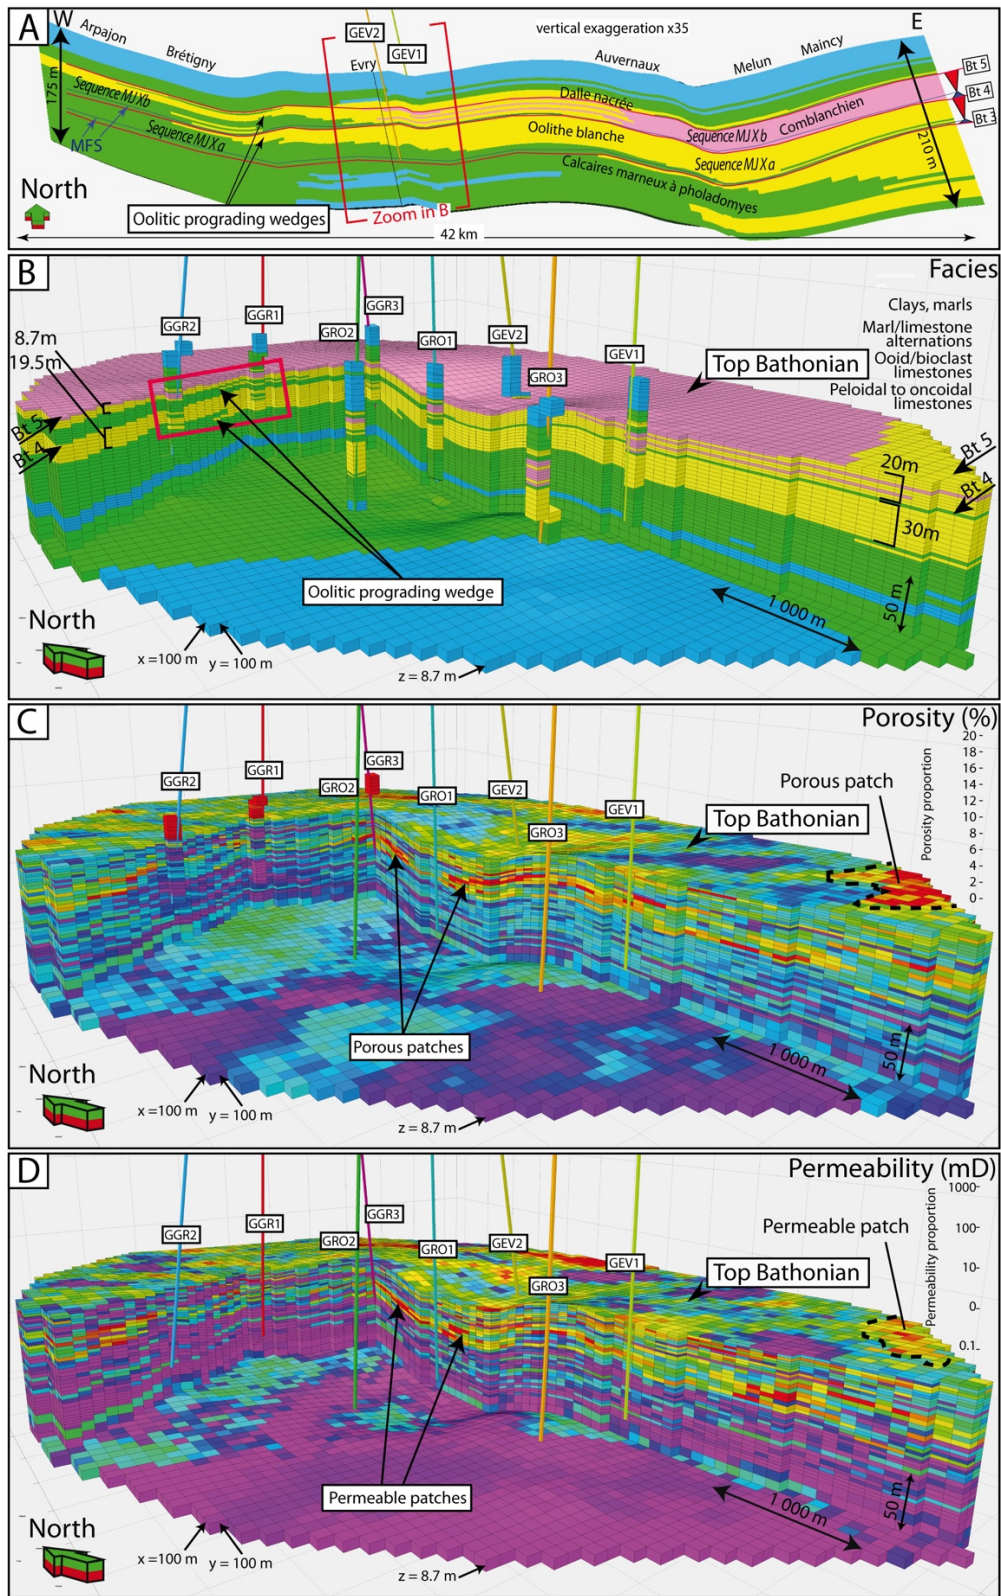 A
W
Arpajon
Brétigny
GEV2
GEV1
Evry
vertical exaggeration x35
Auvernaux
Melun
Maincy
E
Bt 5
Bt 4
Bt 3
175 m
Sequence MJXb
MFS
Sequence MJXa
Dalle nacrée
Oolithe blanche
Sequence MJXb
Comblanchien
Sequence MJXa
Calcaires marneux à pholadomyes
210 m
North
Oolitic prograding wedges
Zoom in B
42 km
B
Facies
Clays, marls
Marl/limestone
alternations
Ooid/bioclast
limestones
Peloidal to oncoidal
limestones
GGR2
GGR1
GRO2
GGR3
GRO1
GEV2
GRO3
GEV1
Top Bathonian
8.7m
19.5m
Bt 5
Bt 4
Bt 5
Bt 4
20m
30m
Oolitic prograding wedge
1 000 m
50 m
North
x =100 m
y = 100 m
z = 8.7 m
C
Porosity (%)
20-
18-
16-
14-
12-
10-
8-
6-
4-
2-
0-
Porosity proportion
GGR2
GGR1
GRO2
GGR3
GRO1
GEV2
GRO3
GEV1
Top Bathonian
Porous patch
Porous patches
1 000 m
50 m
North
x =100 m
y = 100 m
z = 8.7 m
D
Permeability (mD)
1000-
100-
10-
0-
0.1-
Permeability proportion
GGR2
GGR1
GRO2
GGR3
GRO1
GEV2
GRO3
GEV1
Top Bathonian
Permeable patch
Permeable patches
1 000 m
50 m
North
x =100 m
y = 100 m
z = 8.7 m